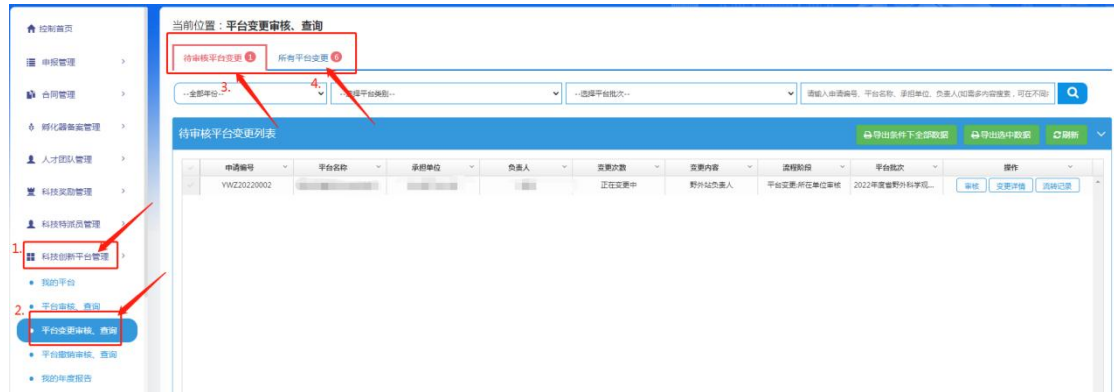 控制首页
申报管理
合同管理
孵化器备案管理
人才团队管理
科技奖励管理
科技特派员管理
1.
科技创新平台管理
我的平台
平台审核、查询
2.
平台变更审核、查询
平台撤销审核、查询
我的年度报告
当前位置：平台变更审核、查询
待审核平台变更 1 所有平台变更 6
3. 4.
--全部年份-- --选择平台类别-- --选择平台批次-- 请输入申请编号、平台名称、承担单位、负责人(如需多内容搜索，可在不同
待审核平台变更列表 导出条件下全部数据 导出选中数据 刷新
申请编号 平台名称 承担单位 负责人 变更次数 变更内容 流程阶段 平台批次 操作
YWZ20220002 正在变更中 野外站负责人 平台变更:所在单位审核 2022年度省野外科学观... 审核 变更详情 流转记录